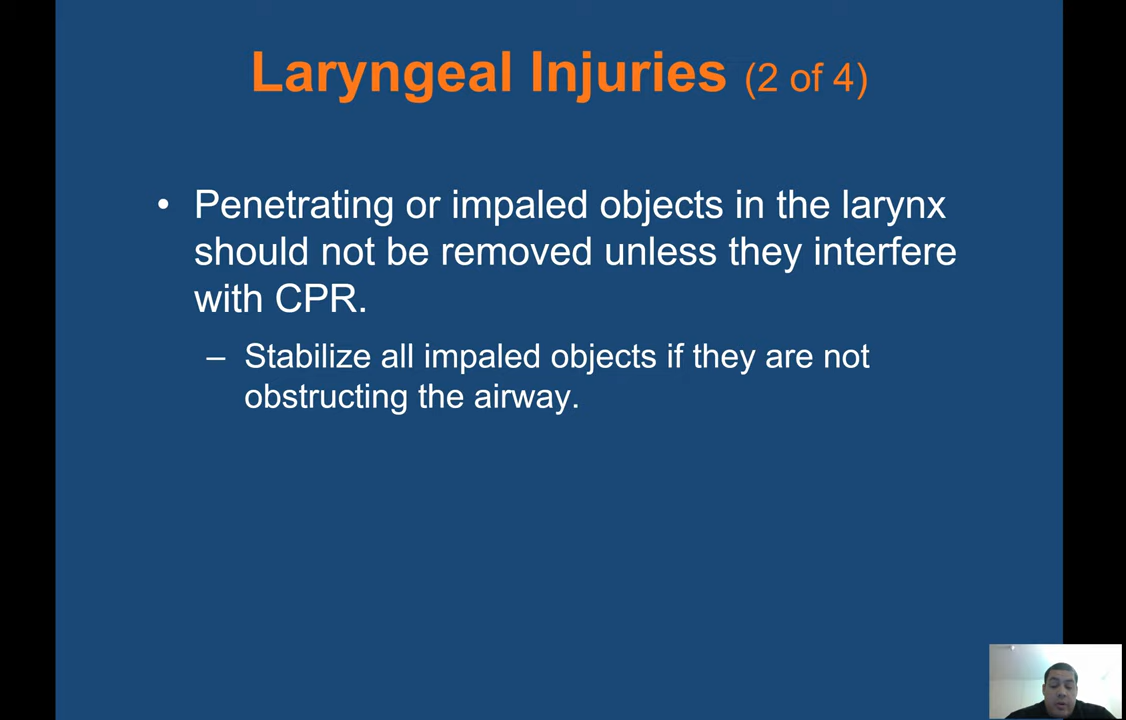 Laryngeal Injuries (2 of 4)
• Penetrating or impaled objects in the larynx
should not be removed unless they interfere
with CPR.
– Stabilize all impaled objects if they are not
obstructing the airway.